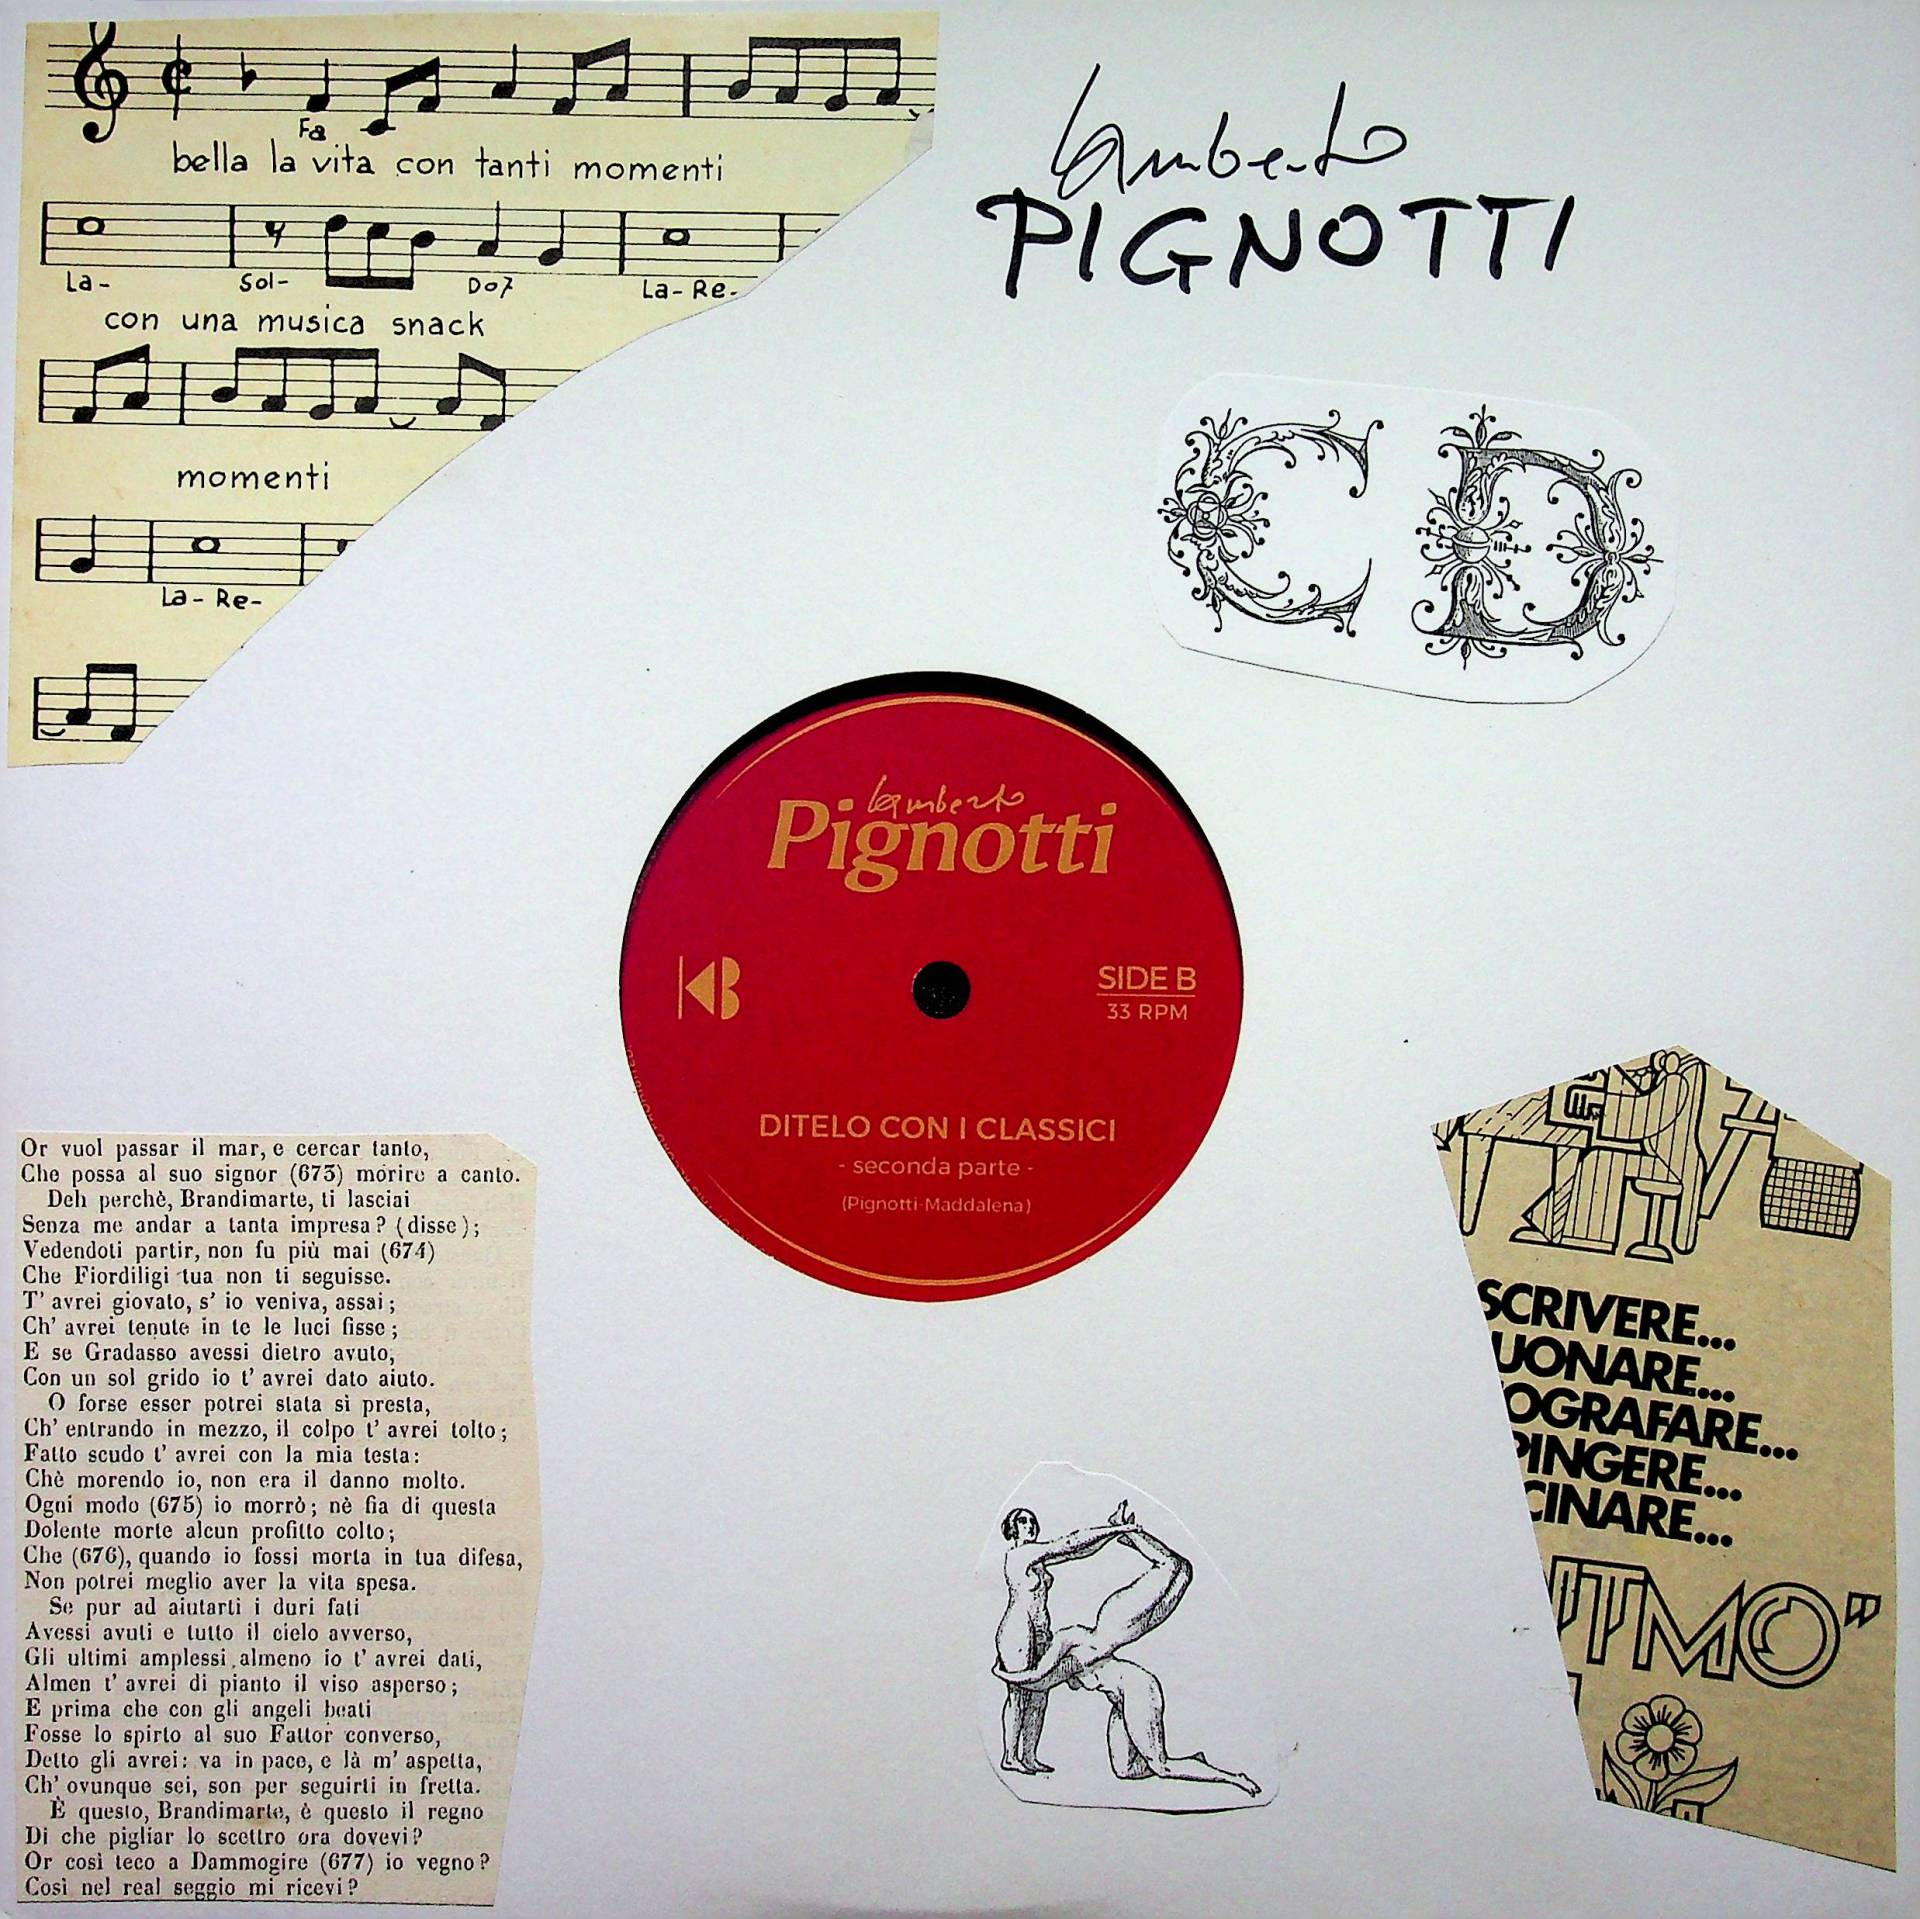 Fa
bella la vita con tanti momenti
La- Sol- Do7 La- Re-
con una musica snack
momenti
La- Re-
Lamberto
PIGNOTTI
C D
Lamberto
Pignotti
KB
SIDE B
33 RPM
DITELO CON I CLASSICI
- seconda parte -
(Pignotti-Maddalena)
Or vuol passar il mar, e cercar tanto,
Che possa al suo signor (673) morire a canto.
Deh perchè, Brandimarte, ti lasciai
Senza me andar a tanta impresa? (disse);
Vedendoti partir, non fu più mai (674)
Che Fiordiligi tua non ti seguisse.
T' avrei giovato, s' io veniva, assai;
Ch' avrei tenute in te le luci fisse;
E se Gradasso avessi dietro avuto,
Con un sol grido io t' avrei dato aiuto.
O forse esser potrei stata sì presta,
Ch' entrando in mezzo, il colpo t' avrei tolto;
Fatto scudo t' avrei con la mia testa:
Chè morendo io, non era il danno molto.
Ogni modo (675) io morrò; nè fia di questa
Dolente morte alcun profitto colto;
Che (676), quando io fossi morta in tua difesa,
Non potrei meglio aver la vita spesa.
Se pur ad aiutarti i duri fati
Avessi avuti e tutto il cielo avverso,
Gli ultimi amplessi almeno io t' avrei dati,
Almen t' avrei di pianto il viso asperso;
E prima che con gli angeli beati
Fosse lo spirto al suo Fattor converso,
Detto gli avrei: va in pace, e là m' aspetta,
Ch' ovunque sei, son per seguirti in fretta.
È questo, Brandimarte, è questo il regno
Di che pigliar lo scettro ora dovevi?
Or così teco a Dammogire (677) io vegno?
Così nel real seggio mi ricevi?
SCRIVERE...
UONARE...
OGRAFARE...
PINGERE...
CINARE...
ITMO"
R